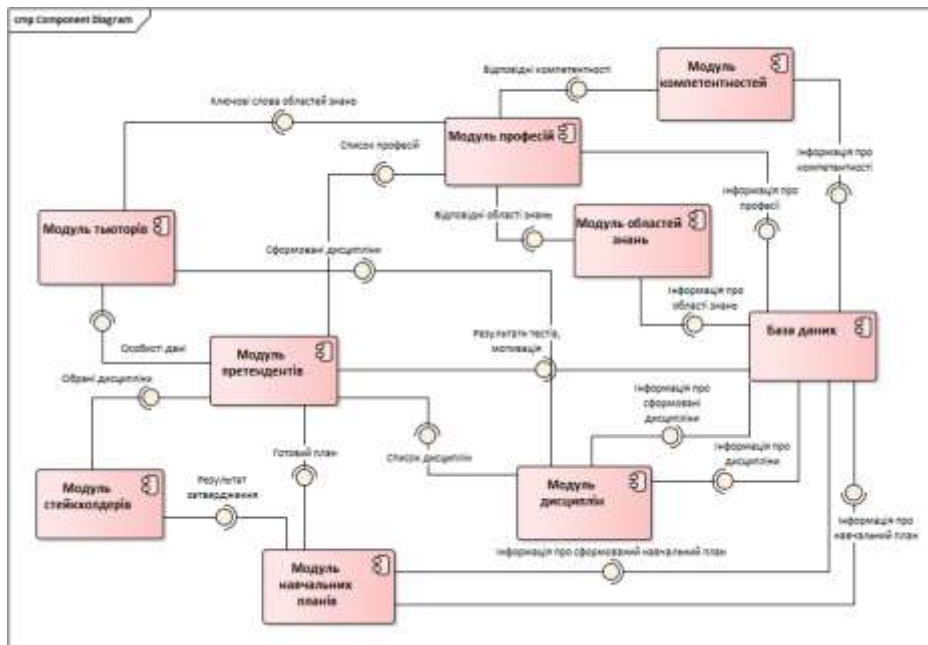 cmp Component Diagram
Модуль
компетентностей
Відповідні компетентності
Ключові слова областей знань
Модуль професій
Список професій
Інформація про
компетентності
Інформація про
професії
Відповідні області знань
Модуль областей
знань
Модуль тьюторів
Сформовані дисципліни
Інформація про
області знань
База даних
Результати тестів,
мотивація
Особисті дані
Модуль
претендентів
Обрані дисципліни
Інформація про
сформовані
дисципліни
Готовий план
Список дисциплін
Інформація про
дисципліни
Модуль
стейкхолдерів
Результат
затвердження
Модуль
дисциплін
Інформація про
навчальний план
Інформація про сформований навчальний план
Модуль
навчальних
планів